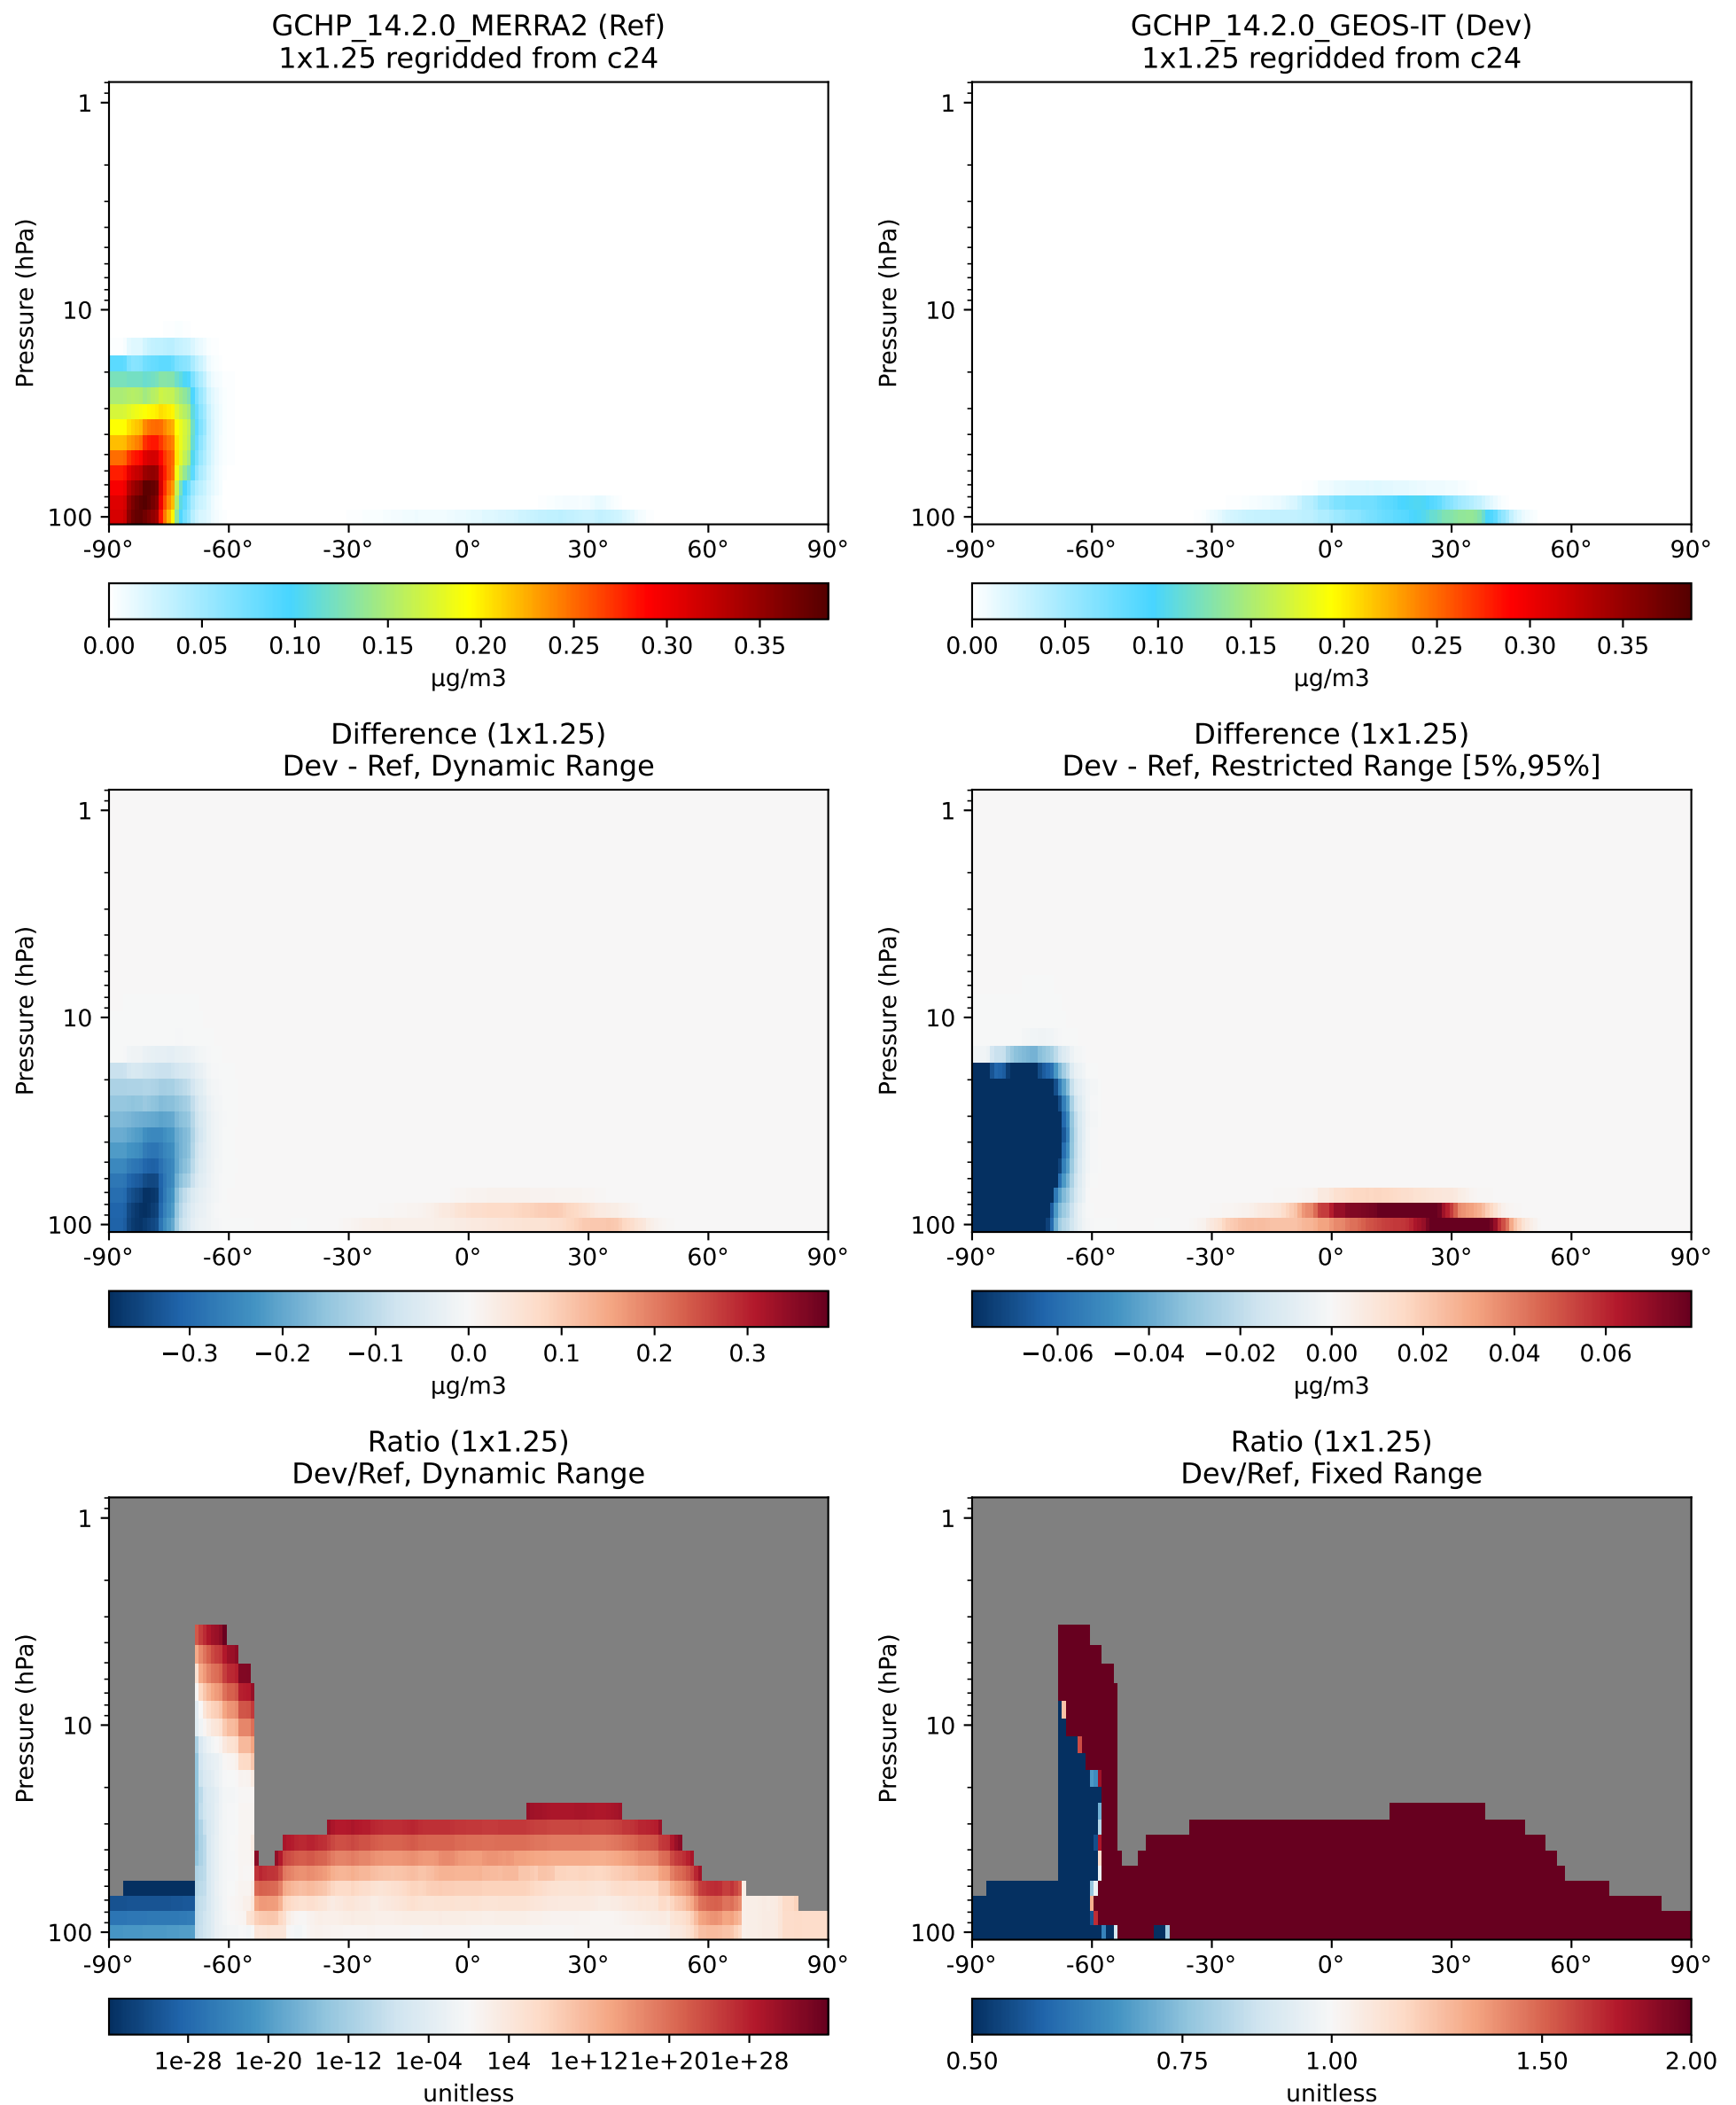 GCHP_14.2.0_MERRA2 (Ref)
1x1.25 regridded from c24
Pressure (hPa)
1
10
100
-90° -60° -30° 0° 30° 60° 90°
0.00 0.05 0.10 0.15 0.20 0.25 0.30 0.35
µg/m3
GCHP_14.2.0_GEOS-IT (Dev)
1x1.25 regridded from c24
Pressure (hPa)
1
10
100
-90° -60° -30° 0° 30° 60° 90°
0.00 0.05 0.10 0.15 0.20 0.25 0.30 0.35
µg/m3
Difference (1x1.25)
Dev - Ref, Dynamic Range
Pressure (hPa)
1
10
100
-90° -60° -30° 0° 30° 60° 90°
−0.3 −0.2 −0.1 0.0 0.1 0.2 0.3
µg/m3
Difference (1x1.25)
Dev - Ref, Restricted Range [5%,95%]
Pressure (hPa)
1
10
100
-90° -60° -30° 0° 30° 60° 90°
−0.06 −0.04 −0.02 0.00 0.02 0.04 0.06
µg/m3
Ratio (1x1.25)
Dev/Ref, Dynamic Range
Pressure (hPa)
1
10
100
-90° -60° -30° 0° 30° 60° 90°
1e-28 1e-20 1e-12 1e-04 1e4 1e+12 1e+20 1e+28
unitless
Ratio (1x1.25)
Dev/Ref, Fixed Range
Pressure (hPa)
1
10
100
-90° -60° -30° 0° 30° 60° 90°
0.50 0.75 1.00 1.50 2.00
unitless